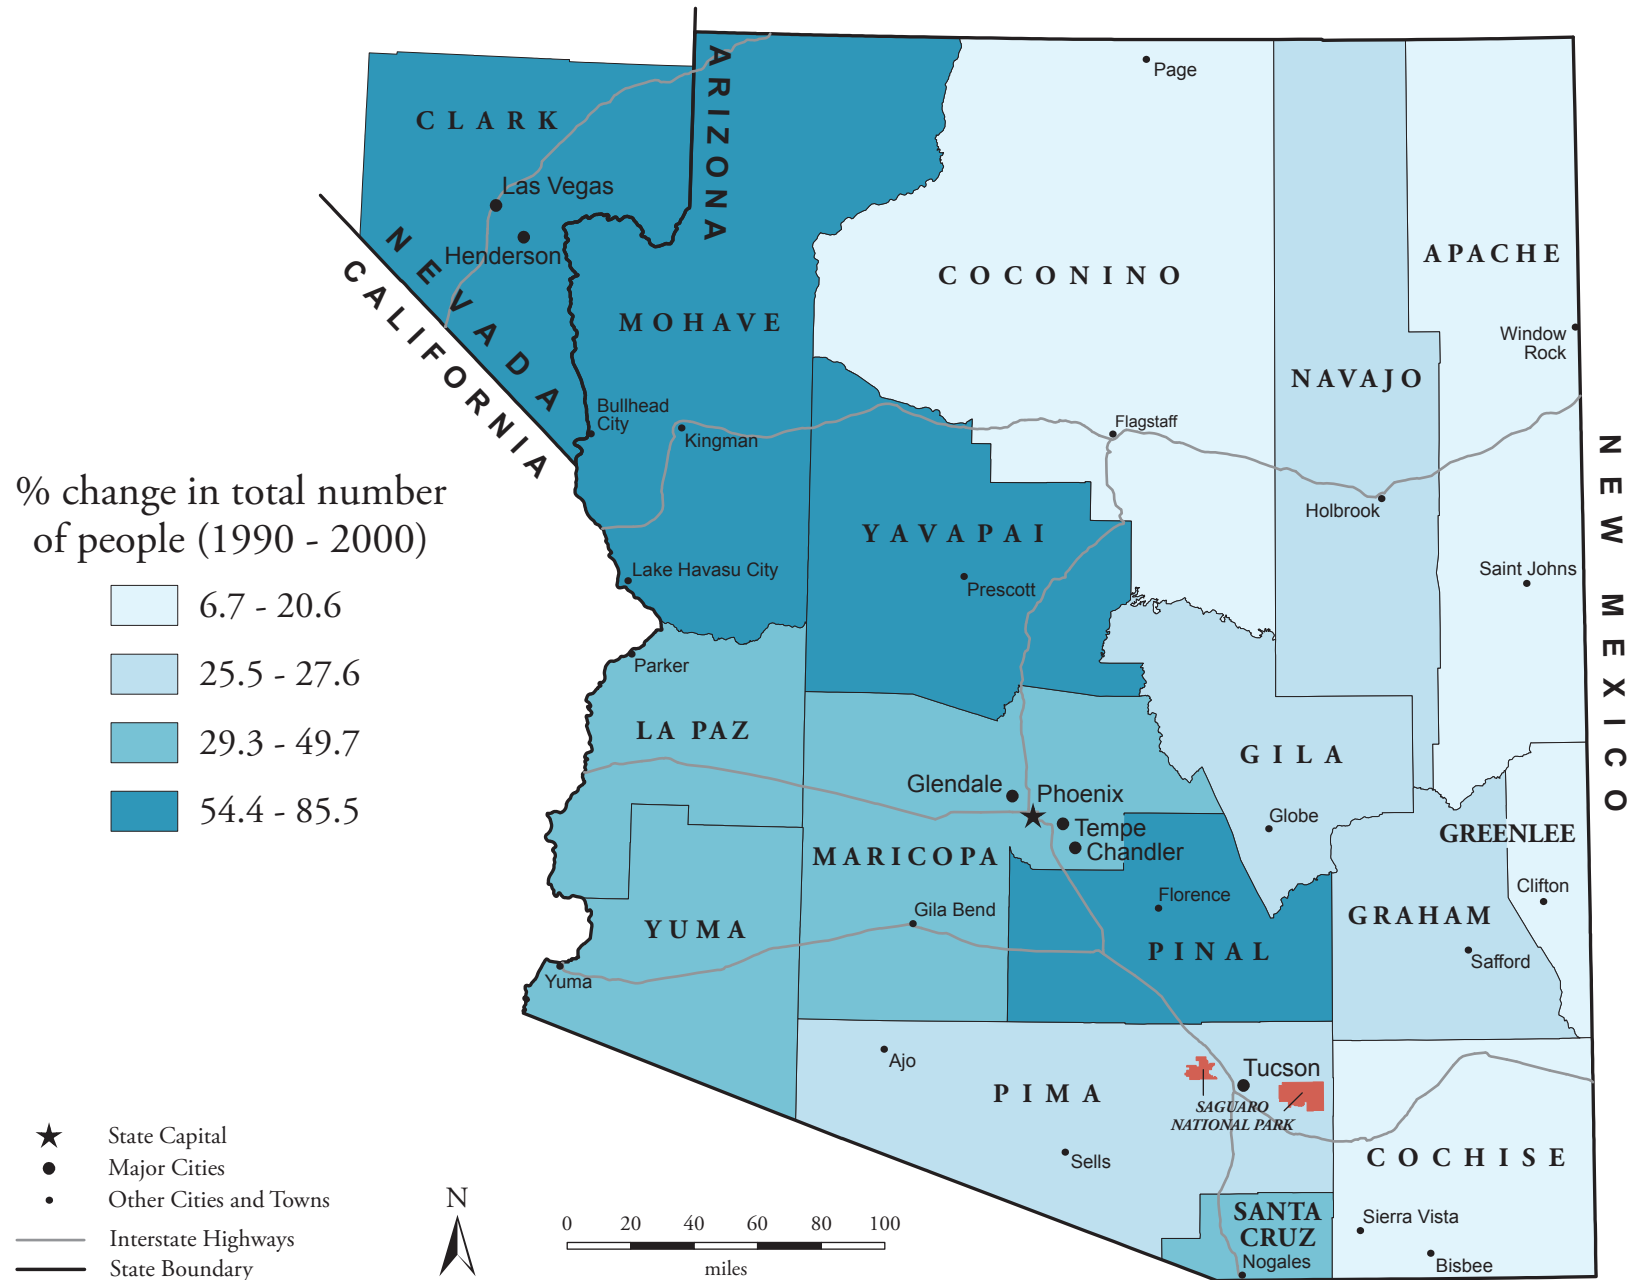 ARIZONA
Page
CLARK
Las Vegas
Henderson
NEVADA
CALIFORNIA
MOHAVE
COCONINO
APACHE
Window
Rock
NAVAJO
Bullhead
City
Kingman
Flagstaff
Holbrook
NEW MEXICO
% change in total number
of people (1990 - 2000)
6.7 - 20.6
25.5 - 27.6
29.3 - 49.7
54.4 - 85.5
YAVAPAI
Prescott
Lake Havasu City
Saint Johns
Parker
LA PAZ
GILA
Globe
Glendale
Phoenix
Tempe
Chandler
MARICOPA
GREENLEE
Clifton
Florence
Gila Bend
GRAHAM
YUMA
PINAL
Safford
Yuma
Ajo
PIMA
Tucson
SAGUARO
NATIONAL PARK
Sells
COCHISE
SANTA
CRUZ
Nogales
Sierra Vista
Bisbee
State Capital
Major Cities
Other Cities and Towns
Interstate Highways
State Boundary
N
0 20 40 60 80 100
miles